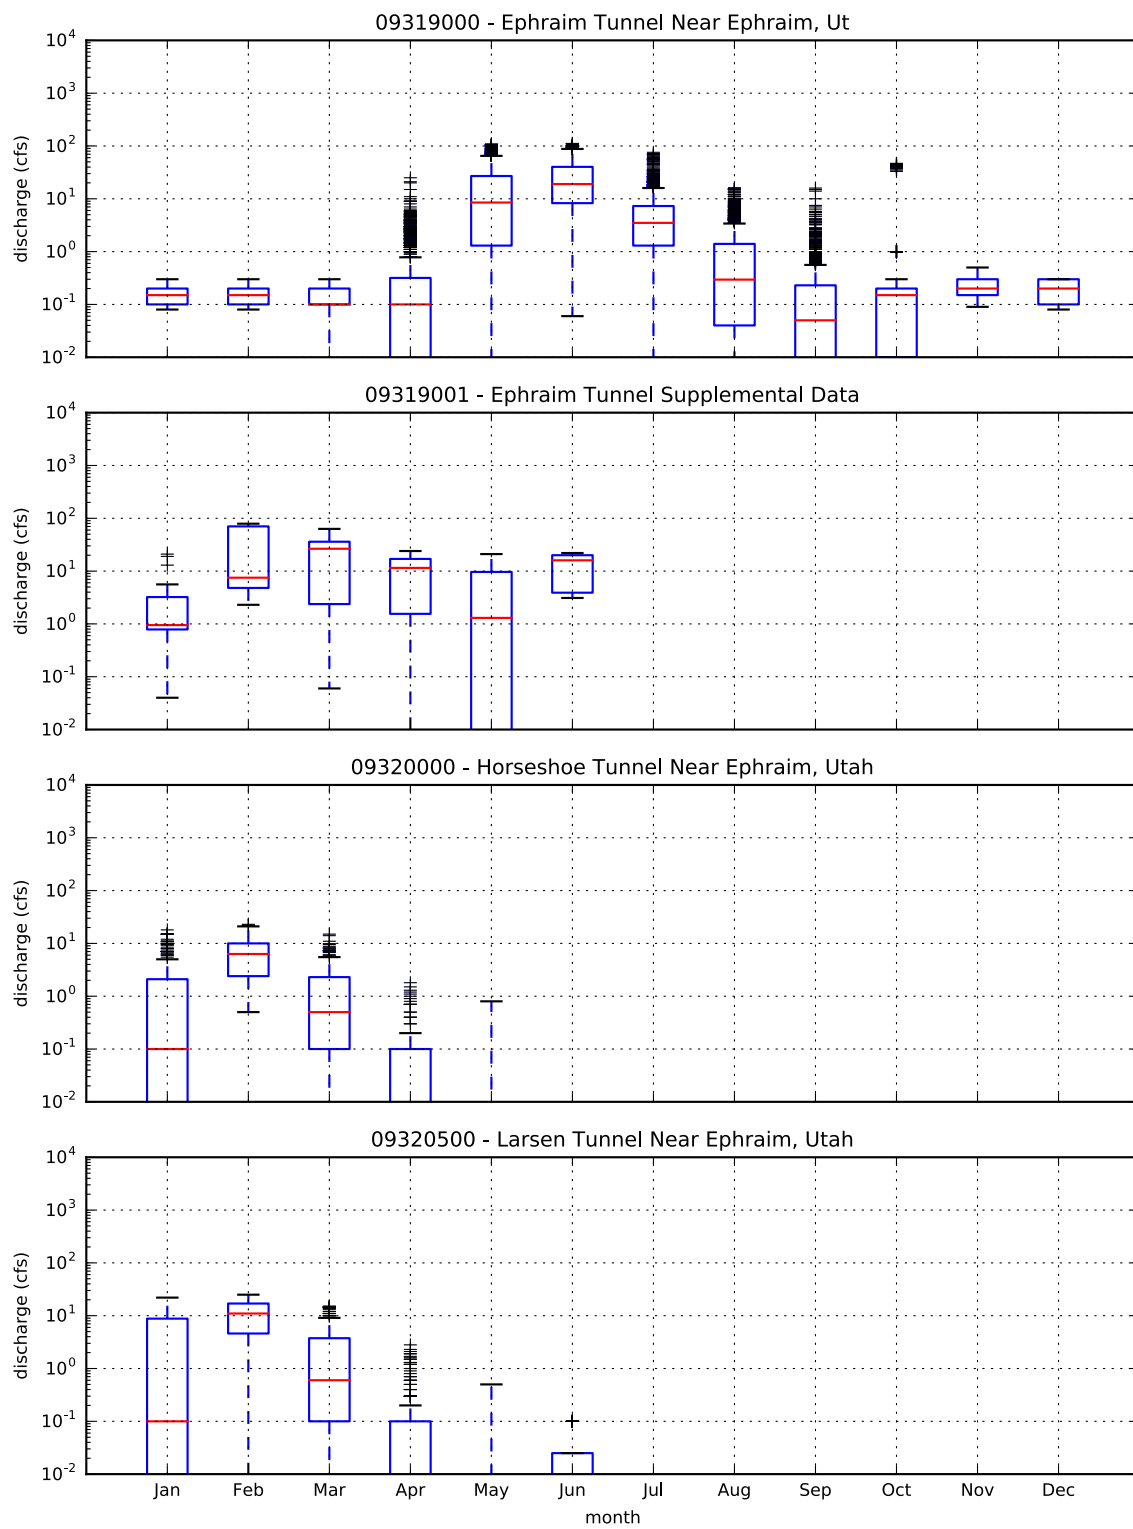 09319000 - Ephraim Tunnel Near Ephraim, Ut
10^4
10^3
10^2
10^1
10^0
10^-1
10^-2
discharge (cfs)
09319001 - Ephraim Tunnel Supplemental Data
10^4
10^3
10^2
10^1
10^0
10^-1
10^-2
discharge (cfs)
09320000 - Horseshoe Tunnel Near Ephraim, Utah
10^4
10^3
10^2
10^1
10^0
10^-1
10^-2
discharge (cfs)
09320500 - Larsen Tunnel Near Ephraim, Utah
10^4
10^3
10^2
10^1
10^0
10^-1
10^-2
discharge (cfs)
Jan Feb Mar Apr May Jun Jul Aug Sep Oct Nov Dec
month